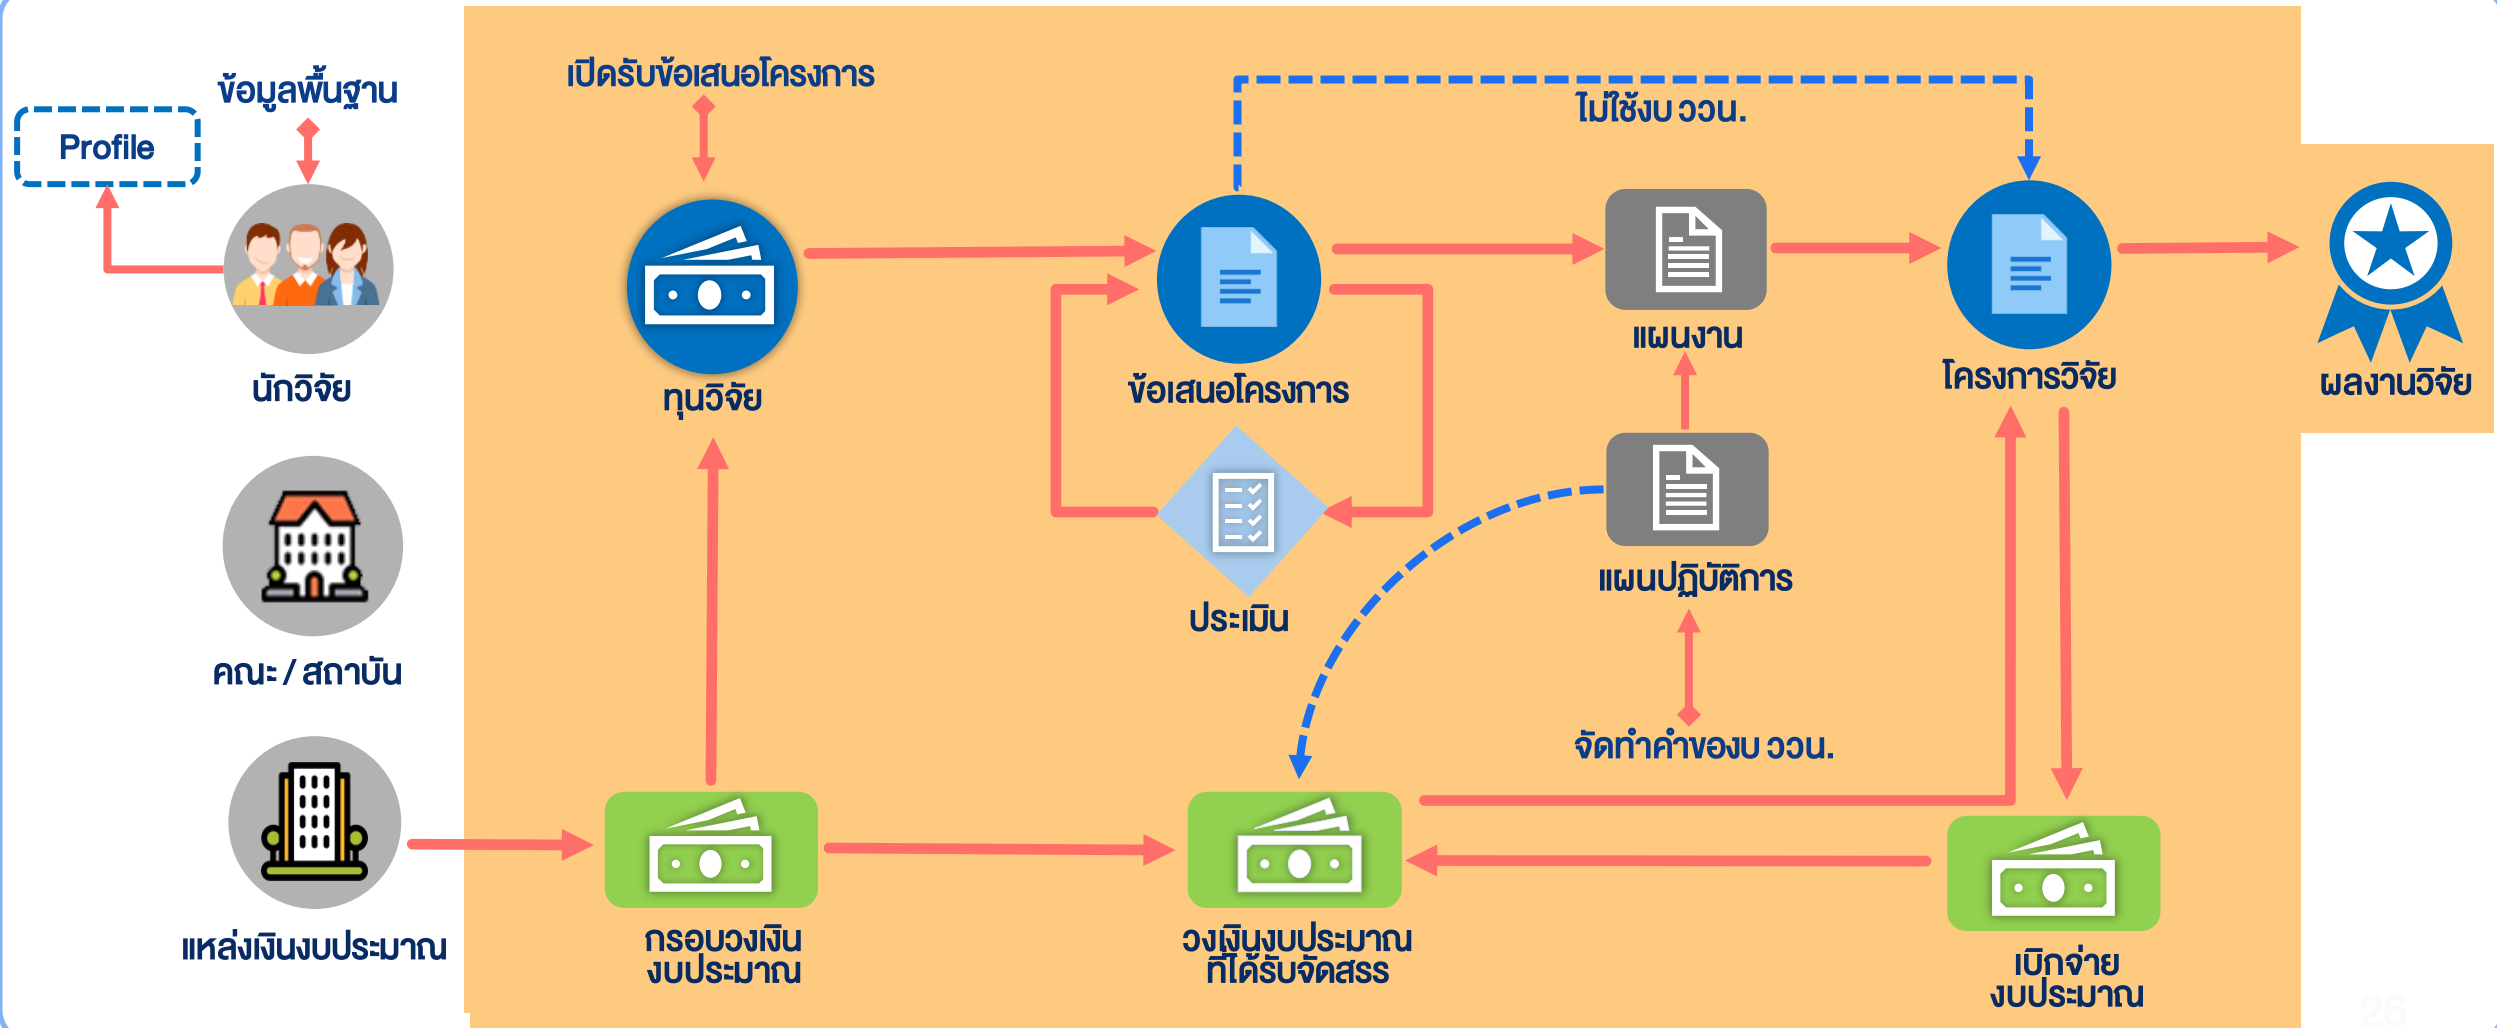 เปิดรับพ้อเสนอโครงการ
พ้อมูลพื้นฐาน
ไม่ใช้งบ ววน.
Profile
แผนงาน
นักวิจัย
ทุนวิจัย
พ้อเสนอโครงการ
โครงการวิจัย
ผลงานวิจัย
แผนปฏิบัติการ
ประเมิน
คณะ / สถาบัน
จัดทำคำพองบ ววน.
แหล่งเงินงบประมาณ
กรอบวงเงิน
งบประมาณ
วงเงินงบประมาณ
ที่ได้รับจัดสรร
เบิกจ่าย
งบประมาณ
26